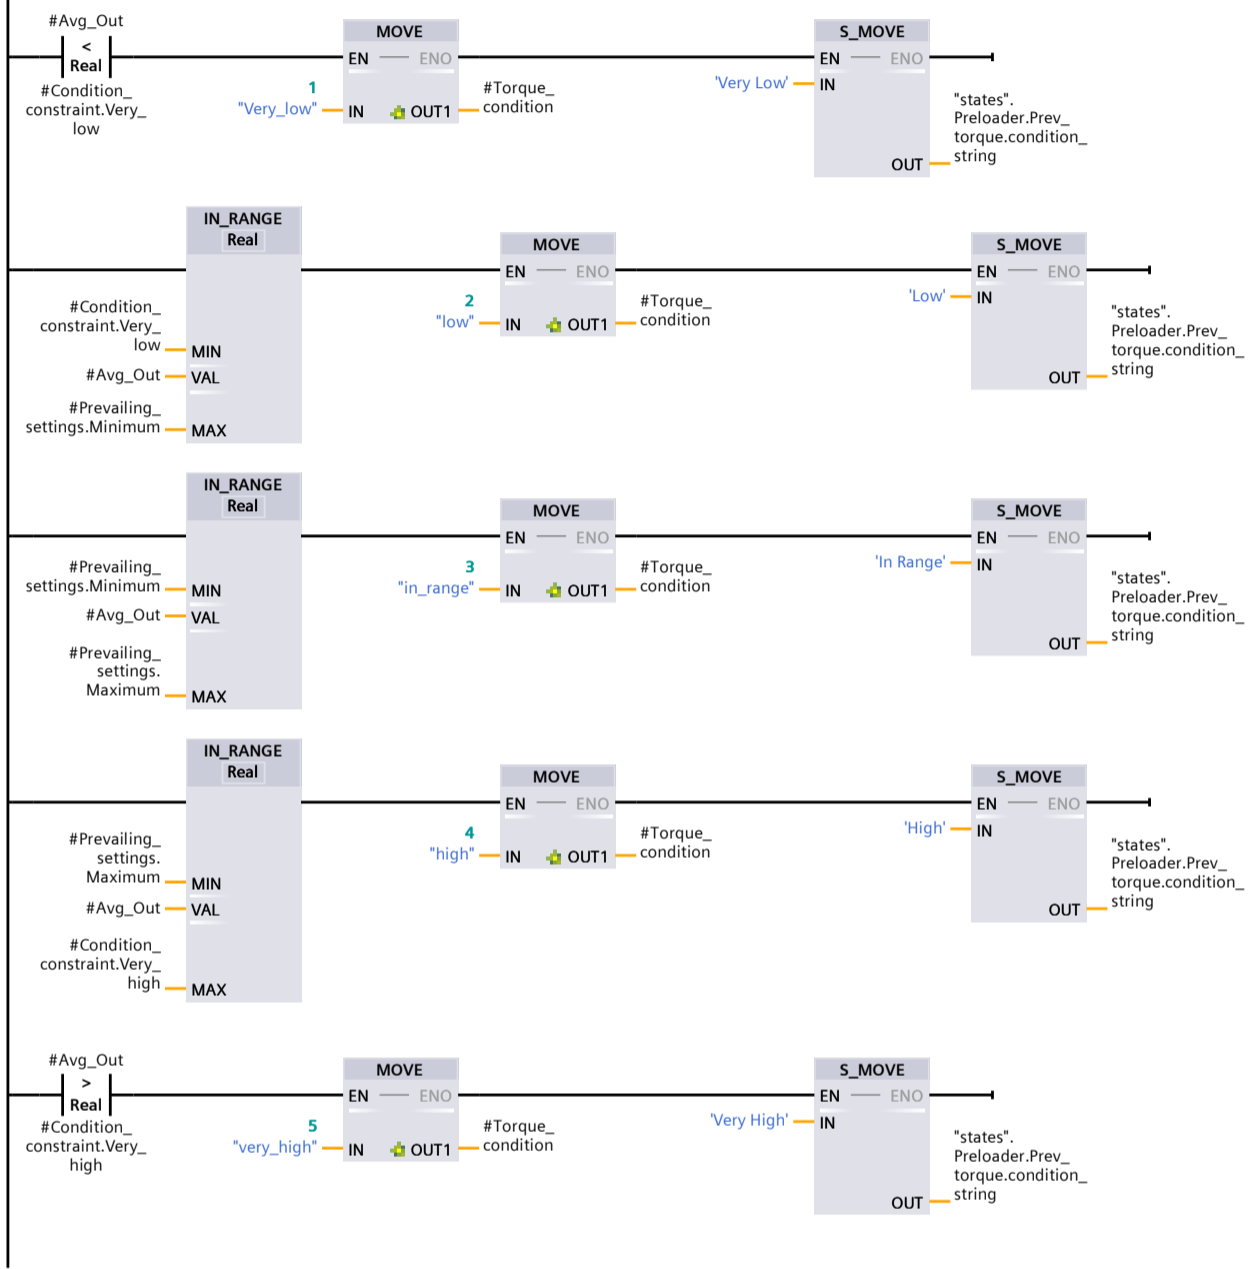 #Avg_Out
<
Real
#Condition_
constraint.Very_
low
MOVE
EN
ENO
1
"Very_low"
IN
OUT1
#Torque_
condition
S_MOVE
EN
ENO
'Very Low'
IN
OUT
"states".
Preloader.Prev_
torque.condition_
string
IN_RANGE
Real
#Condition_
constraint.Very_
low
MIN
#Avg_Out
VAL
#Prevailing_
settings.Minimum
MAX
MOVE
EN
ENO
2
"low"
IN
OUT1
#Torque_
condition
S_MOVE
EN
ENO
'Low'
IN
OUT
"states".
Preloader.Prev_
torque.condition_
string
IN_RANGE
Real
#Prevailing_
settings.Minimum
MIN
#Avg_Out
VAL
#Prevailing_
settings.
Maximum
MAX
MOVE
EN
ENO
3
"in_range"
IN
OUT1
#Torque_
condition
S_MOVE
EN
ENO
'In Range'
IN
OUT
"states".
Preloader.Prev_
torque.condition_
string
IN_RANGE
Real
#Prevailing_
settings.
Maximum
MIN
#Avg_Out
VAL
#Condition_
constraint.Very_
high
MAX
MOVE
EN
ENO
4
"high"
IN
OUT1
#Torque_
condition
S_MOVE
EN
ENO
'High'
IN
OUT
"states".
Preloader.Prev_
torque.condition_
string
#Avg_Out
>
Real
#Condition_
constraint.Very_
high
MOVE
EN
ENO
5
"very_high"
IN
OUT1
#Torque_
condition
S_MOVE
EN
ENO
'Very High'
IN
OUT
"states".
Preloader.Prev_
torque.condition_
string